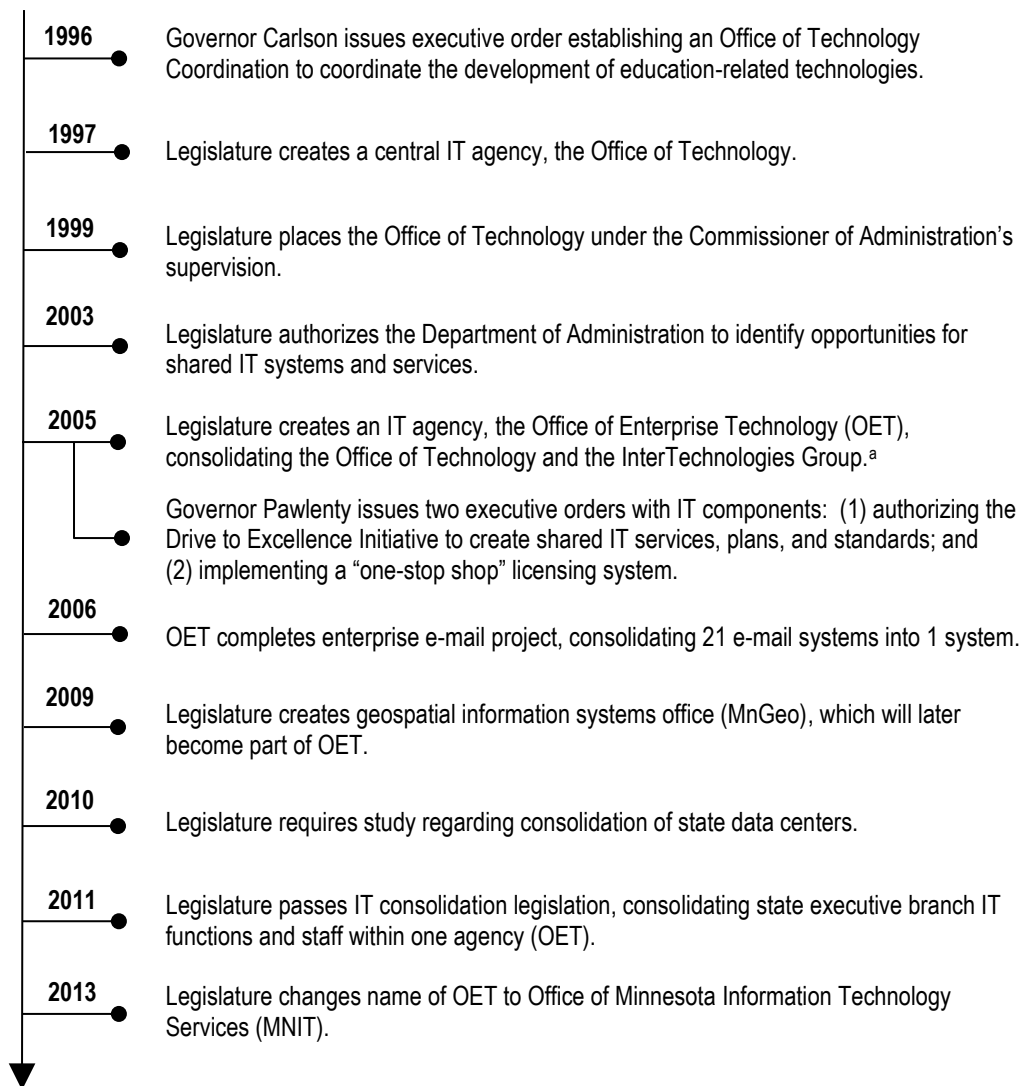 1996
Governor Carlson issues executive order establishing an Office of Technology
Coordination to coordinate the development of education-related technologies.
1997
Legislature creates a central IT agency, the Office of Technology.
1999
Legislature places the Office of Technology under the Commissioner of Administration’s
supervision.
2003
Legislature authorizes the Department of Administration to identify opportunities for
shared IT systems and services.
2005
Legislature creates an IT agency, the Office of Enterprise Technology (OET),
consolidating the Office of Technology and the InterTechnologies Group.ᵃ
Governor Pawlenty issues two executive orders with IT components: (1) authorizing the
Drive to Excellence Initiative to create shared IT services, plans, and standards; and
(2) implementing a “one-stop shop” licensing system.
2006
OET completes enterprise e-mail project, consolidating 21 e-mail systems into 1 system.
2009
Legislature creates geospatial information systems office (MnGeo), which will later
become part of OET.
2010
Legislature requires study regarding consolidation of state data centers.
2011
Legislature passes IT consolidation legislation, consolidating state executive branch IT
functions and staff within one agency (OET).
2013
Legislature changes name of OET to Office of Minnesota Information Technology
Services (MNIT).